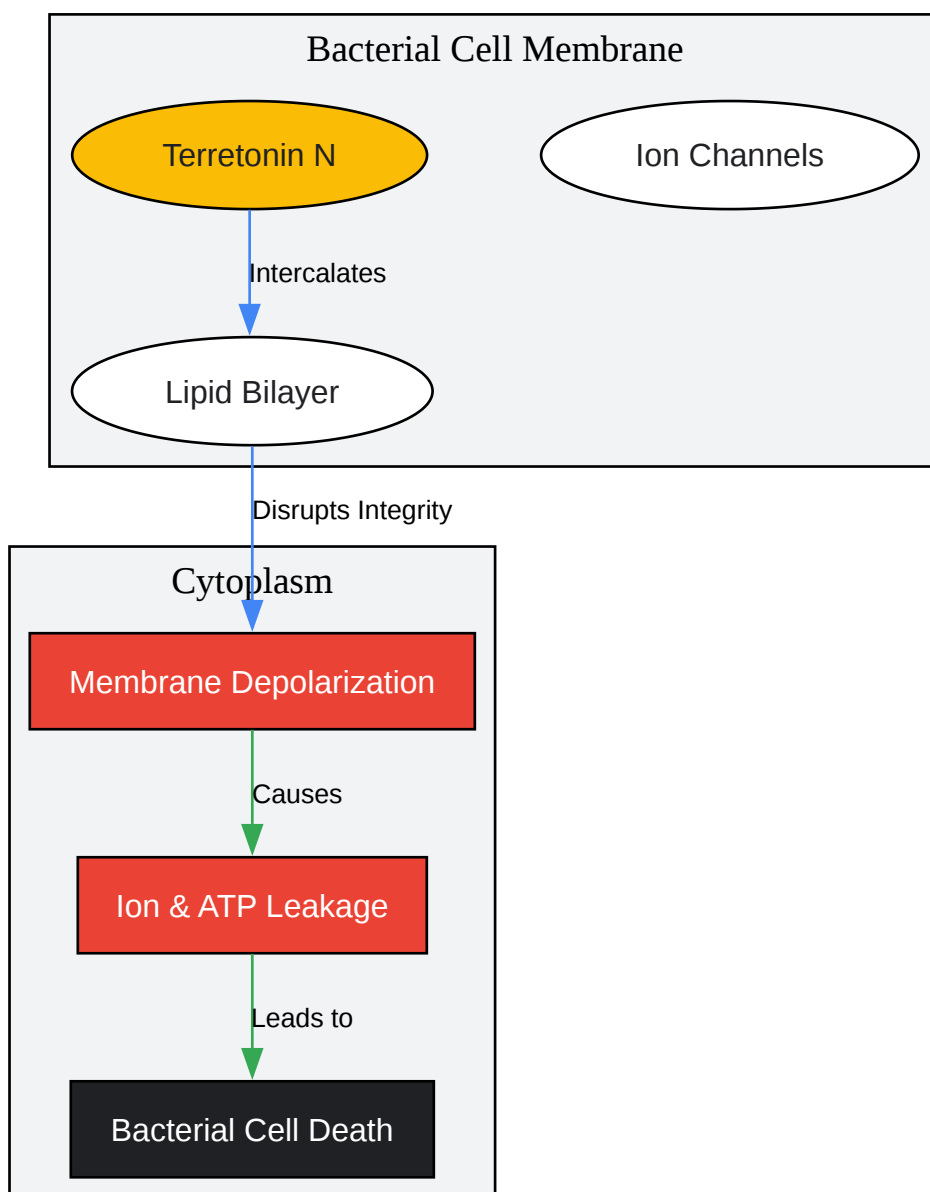 Bacterial Cell Membrane
Terretonin N
Ion Channels
Intercalates
Lipid Bilayer
Disrupts Integrity
Cytoplasm
Membrane Depolarization
Causes
Ion & ATP Leakage
Leads to
Bacterial Cell Death